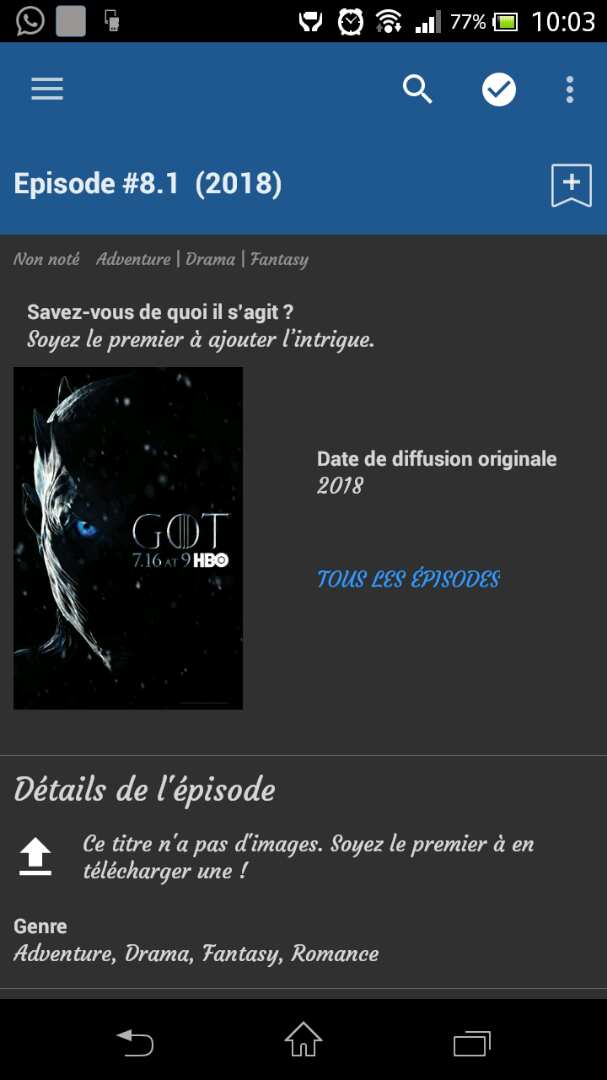 77% 10:03
Episode #8.1 (2018)
Non noté Adventure | Drama | Fantasy
Savez-vous de quoi il s'agit ?
Soyez le premier à ajouter l'intrigue.
GOT
7.16 AT 9 HBO
Date de diffusion originale
2018
TOUS LES ÉPISODES
Détails de l'épisode
Ce titre n'a pas d'images. Soyez le premier à en
télécharger une !
Genre
Adventure, Drama, Fantasy, Romance